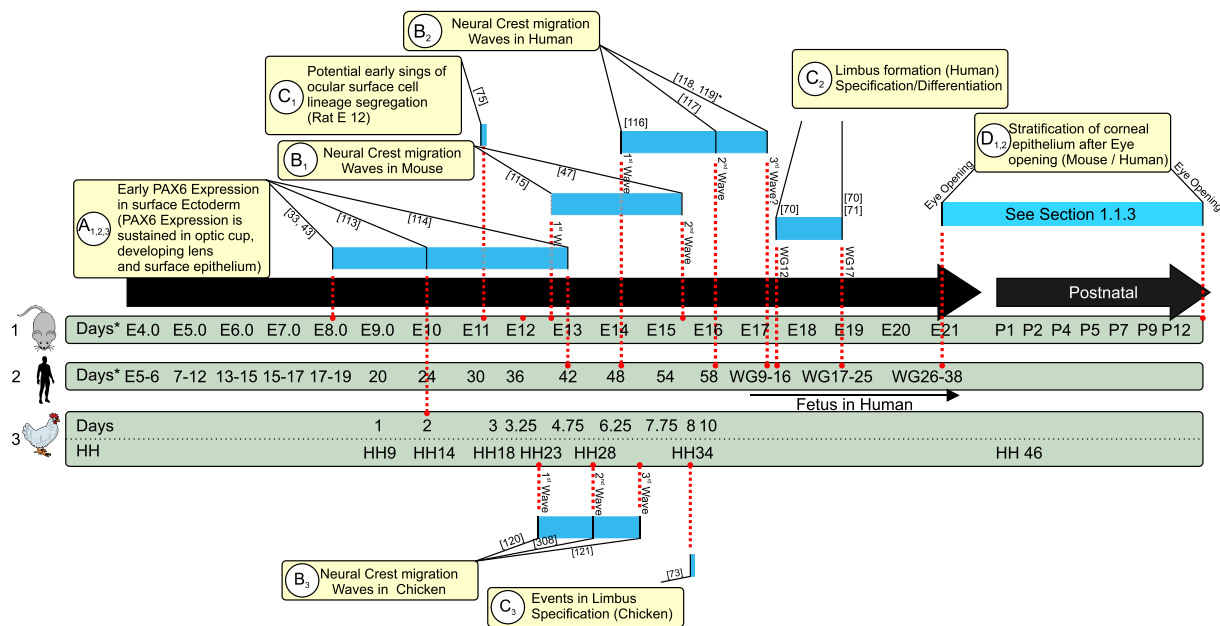 B2
Neural Crest migration
Waves in Human
C1
Potential early sings of
ocular surface cell
lineage segregation
(Rat E 12)
[75]
[118, 119]*
[117]
[116]
C2
Limbus formation (Human)
Specification/Differentiation
D1,2
Stratification of corneal
epithelium after Eye
opening (Mouse / Human)
B1
Neural Crest migration
Waves in Mouse
[115]
[47]
1st Wave
2nd Wave
3rd Wave?
[70]
[70]
[71]
Eye Opening
Eye Opening
See Section 1.1.3
A1,2,3
Early PAX6 Expression
in surface Ectoderm
(PAX6 Expression is
sustained in optic cup,
developing lens
and surface epithelium)
[33, 43]
[113]
[114]
1st W
2nd Wave
WG12
WG17
Postnatal
1
Days* E4.0 E5.0 E6.0 E7.0 E8.0 E9.0 E10 E11 E12 E13 E14 E15 E16 E17 E18 E19 E20 E21 P1 P2 P4 P5 P7 P9 P12
2
Days* E5-6 7-12 13-15 15-17 17-19 20 24 30 36 42 48 54 58 WG9-16 WG17-25 WG26-38
Fetus in Human
3
Days 1 2 3 3.25 4.75 6.25 7.75 8 10
HH HH9 HH14 HH18 HH23 HH28 HH34 HH 46
1st Wave
2nd Wave
3rd Wave
[120]
[308]
[121]
B3
Neural Crest migration
Waves in Chicken
[73]
C3
Events in Limbus
Specification (Chicken)